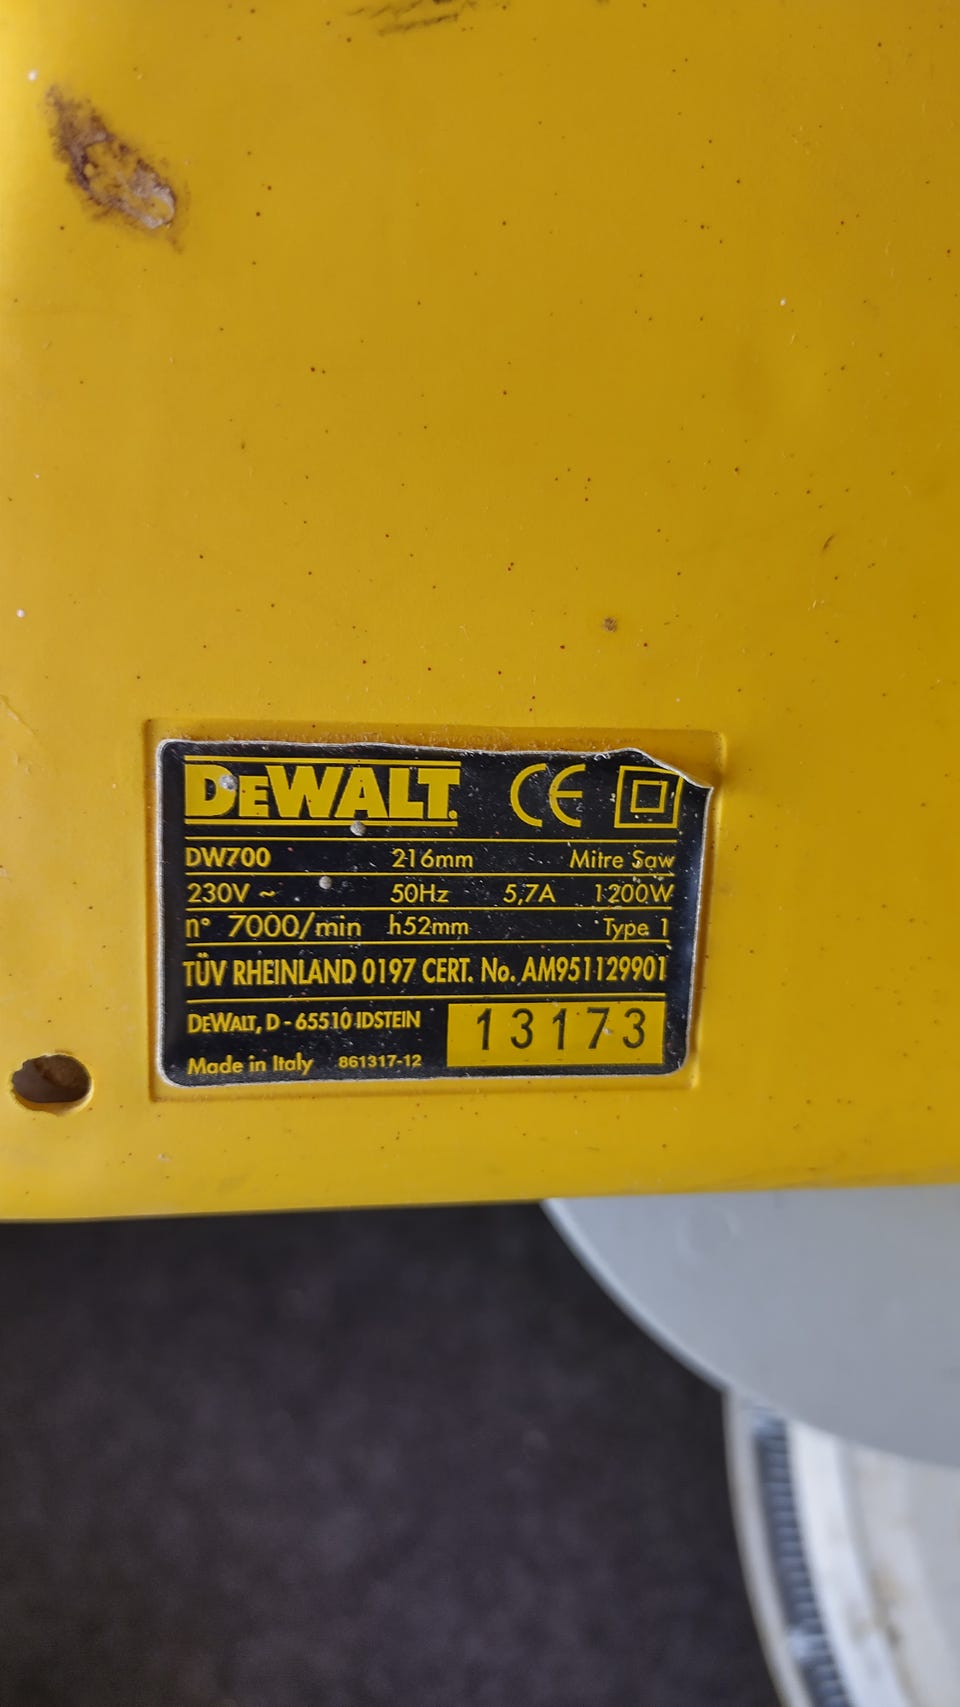 DEWALT. CE
DW700 216mm Mitre Saw
230V ~ 50Hz 5,7A 1200W
n° 7000/min h52mm Type 1
TÜV RHEINLAND 0197 CERT. No. AM951129901
DEWALT, D - 65510 IDSTEIN 13173
Made in Italy 861317-12